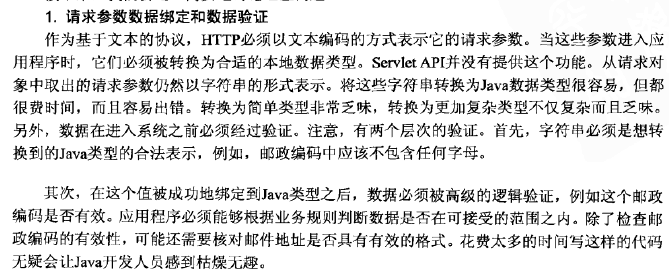 1. 请求参数数据绑定和数据验证
作为基于文本的协议，HTTP必须以文本编码的方式表示它的请求参数。当这些参数进入应
用程序时，它们必须被转换为合适的本地数据类型。Servlet API并没有提供这个功能。从请求对
象中取出的请求参数仍然以字符串的形式表示。将这些字符串转换为Java数据类型很容易，但都
很费时间，而且容易出错。转换为简单类型非常乏味，转换为更加复杂类型不仅复杂而且乏味。
另外，数据在进入系统之前必须经过验证。注意，有两个层次的验证。首先，字符串必须是想转
换到的Java类型的合法表示，例如，邮政编码中应该不包含任何字母。
其次，在这个值被成功地绑定到Java类型之后，数据必须被高级的逻辑验证，例如这个邮政
编码是否有效。应用程序必须能够根据业务规则判断数据是否在可接受的范围之内。除了检查邮
政编码的有效性，可能还需要核对邮件地址是否具有有效的格式。花费太多的时间写这样的代码
无疑会让Java开发人员感到枯燥无趣。